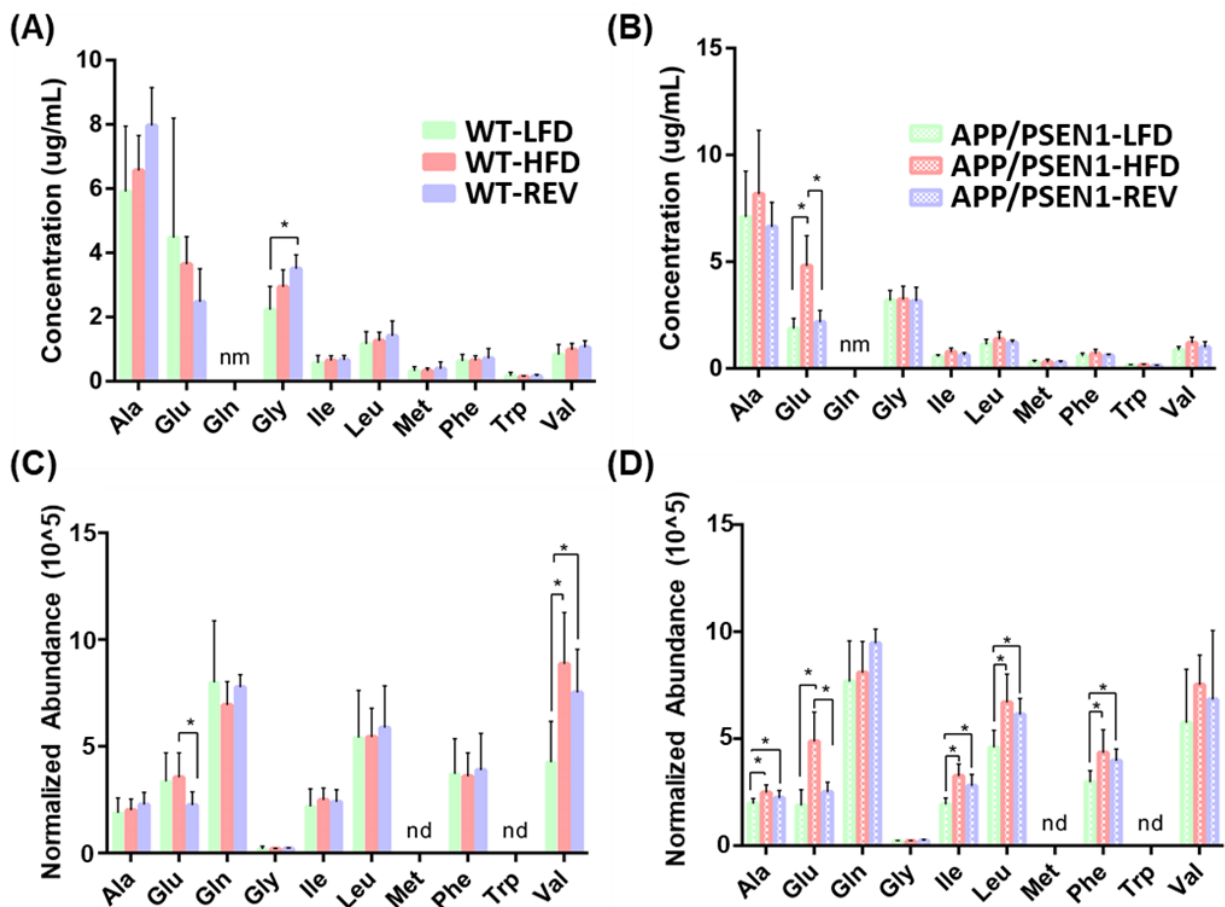 (A)
Concentration (ug/mL)
10
8
6
4
2
0
WT-LFD
WT-HFD
WT-REV
*
nm
Ala
Glu
Gln
Gly
Ile
Leu
Met
Phe
Trp
Val
(B)
Concentration (ug/mL)
15
10
5
0
APP/PSEN1-LFD
APP/PSEN1-HFD
APP/PSEN1-REV
*
*
nm
Ala
Glu
Gln
Gly
Ile
Leu
Met
Phe
Trp
Val
(C)
Normalized Abundance (10^5)
15
10
5
0
*
*
*
nd
nd
Ala
Glu
Gln
Gly
Ile
Leu
Met
Phe
Trp
Val
(D)
Normalized Abundance (10^5)
15
10
5
0
*
*
*
*
*
*
*
*
*
*
nd
nd
Ala
Glu
Gln
Gly
Ile
Leu
Met
Phe
Trp
Val